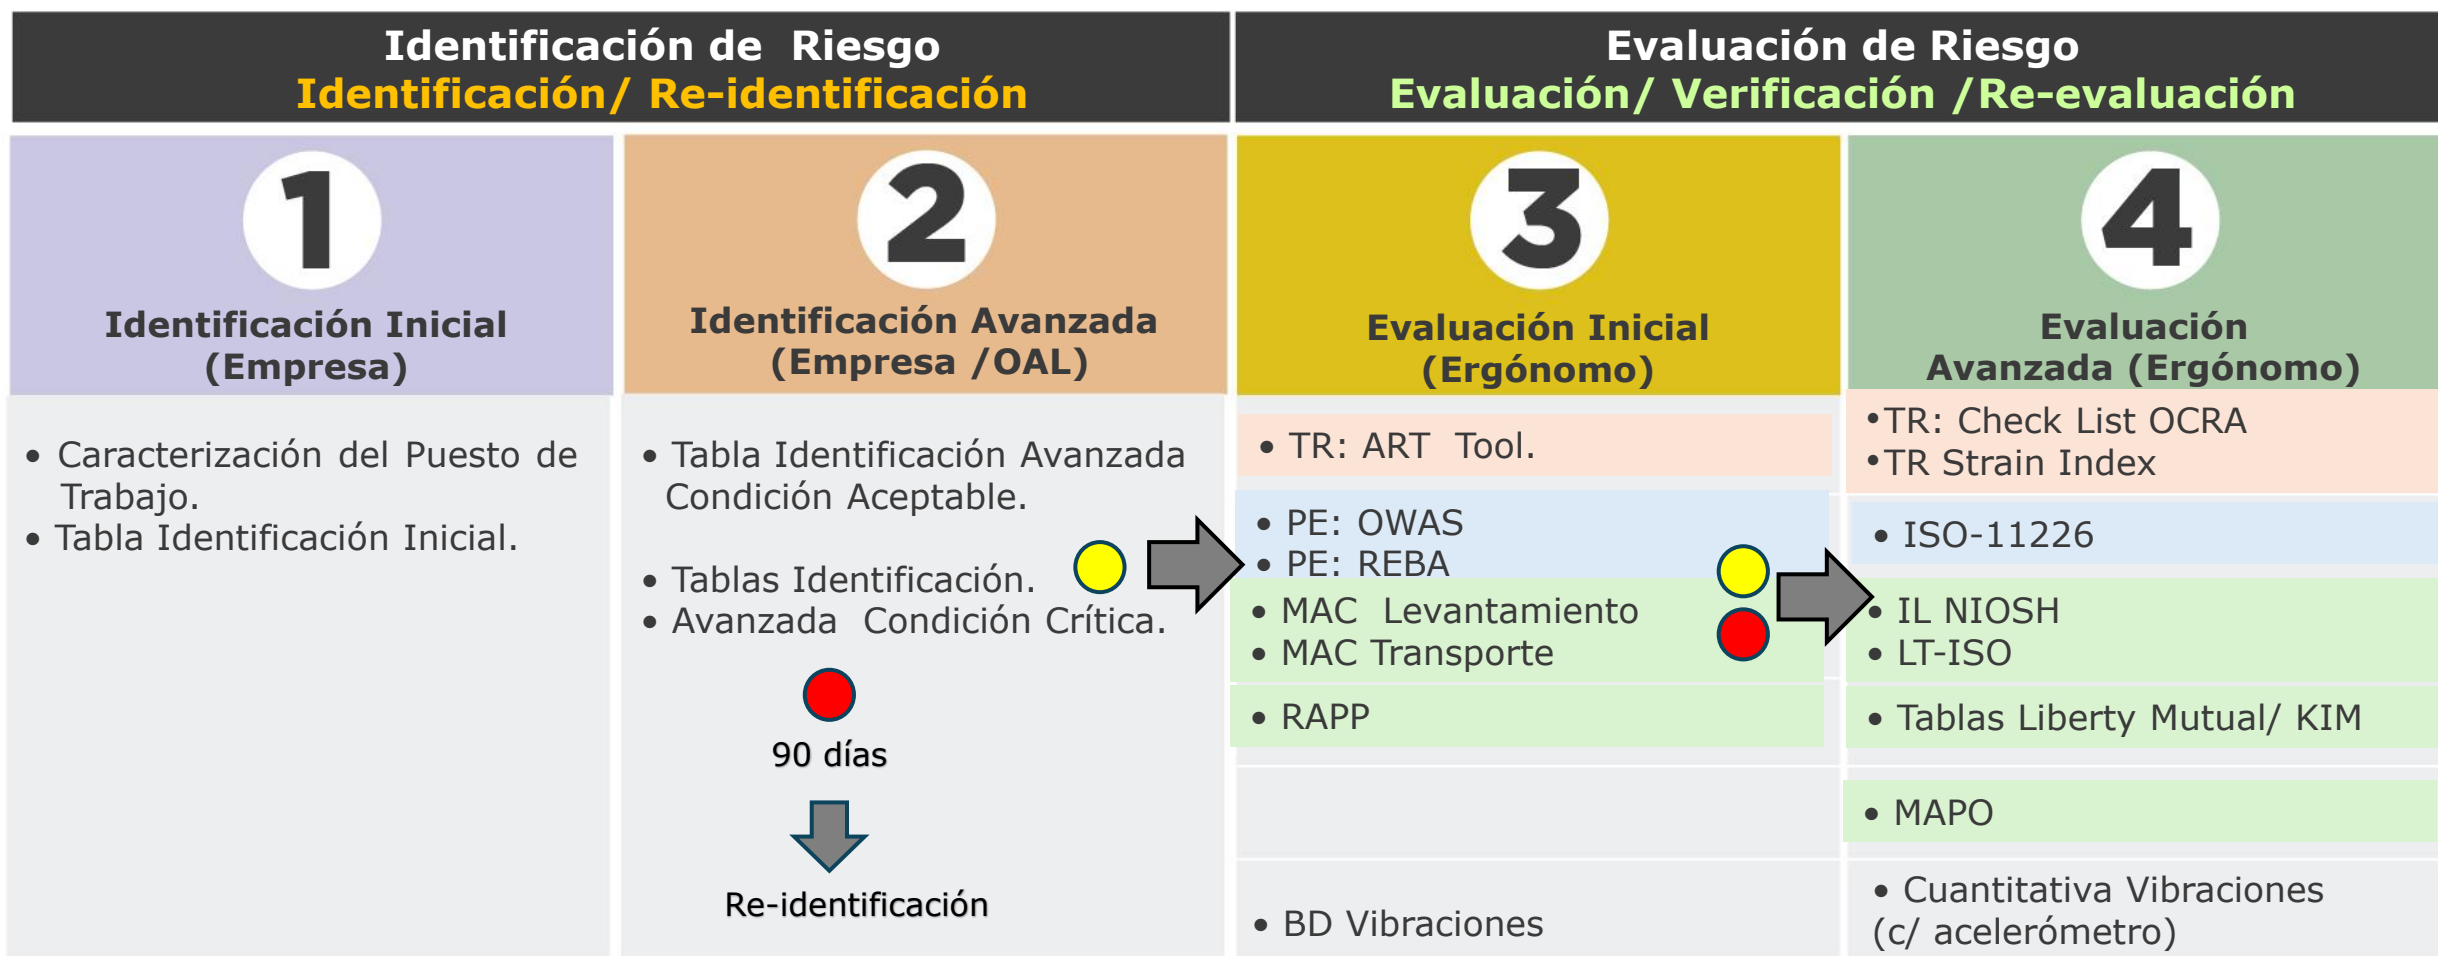 Identificación de Riesgo
Identificación/ Re-identificación
Evaluación de Riesgo
Evaluación/ Verificación /Re-evaluación
1
Identificación Inicial
(Empresa)
• Caracterización del Puesto de
Trabajo.
• Tabla Identificación Inicial.
2
Identificación Avanzada
(Empresa /OAL)
• Tabla Identificación Avanzada
Condición Aceptable.
• Tablas Identificación.
• Avanzada Condición Crítica.
90 días
Re-identificación
3
Evaluación Inicial
(Ergónomo)
• TR: ART Tool.
• PE: OWAS
• PE: REBA
• MAC Levantamiento
• MAC Transporte
• RAPP
• BD Vibraciones
4
Evaluación
Avanzada (Ergónomo)
•TR: Check List OCRA
•TR Strain Index
• ISO-11226
• IL NIOSH
• LT-ISO
• Tablas Liberty Mutual/ KIM
• MAPO
• Cuantitativa Vibraciones
(c/ acelerómetro)